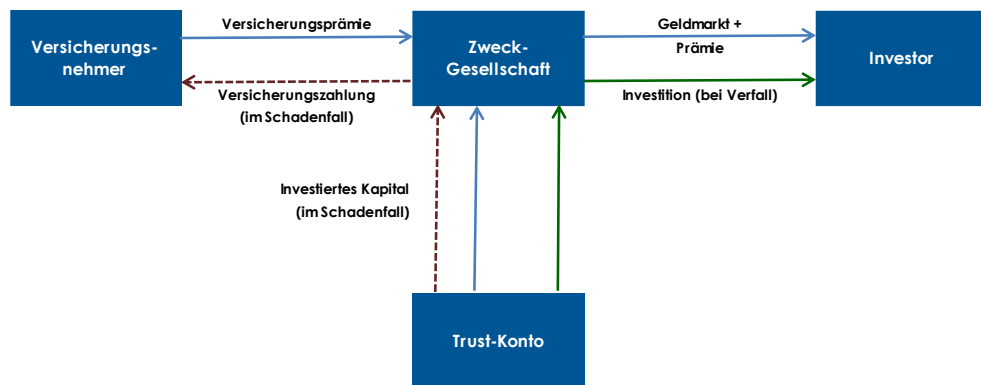 Versicherungs-
nehmer
Versicherungsprämie
Versicherungszahlung
(im Schadenfall)
Zweck-
Gesellschaft
Geldmarkt +
Prämie
Investition (bei Verfall)
Investor
Investiertes Kapital
(im Schadenfall)
Trust-Konto